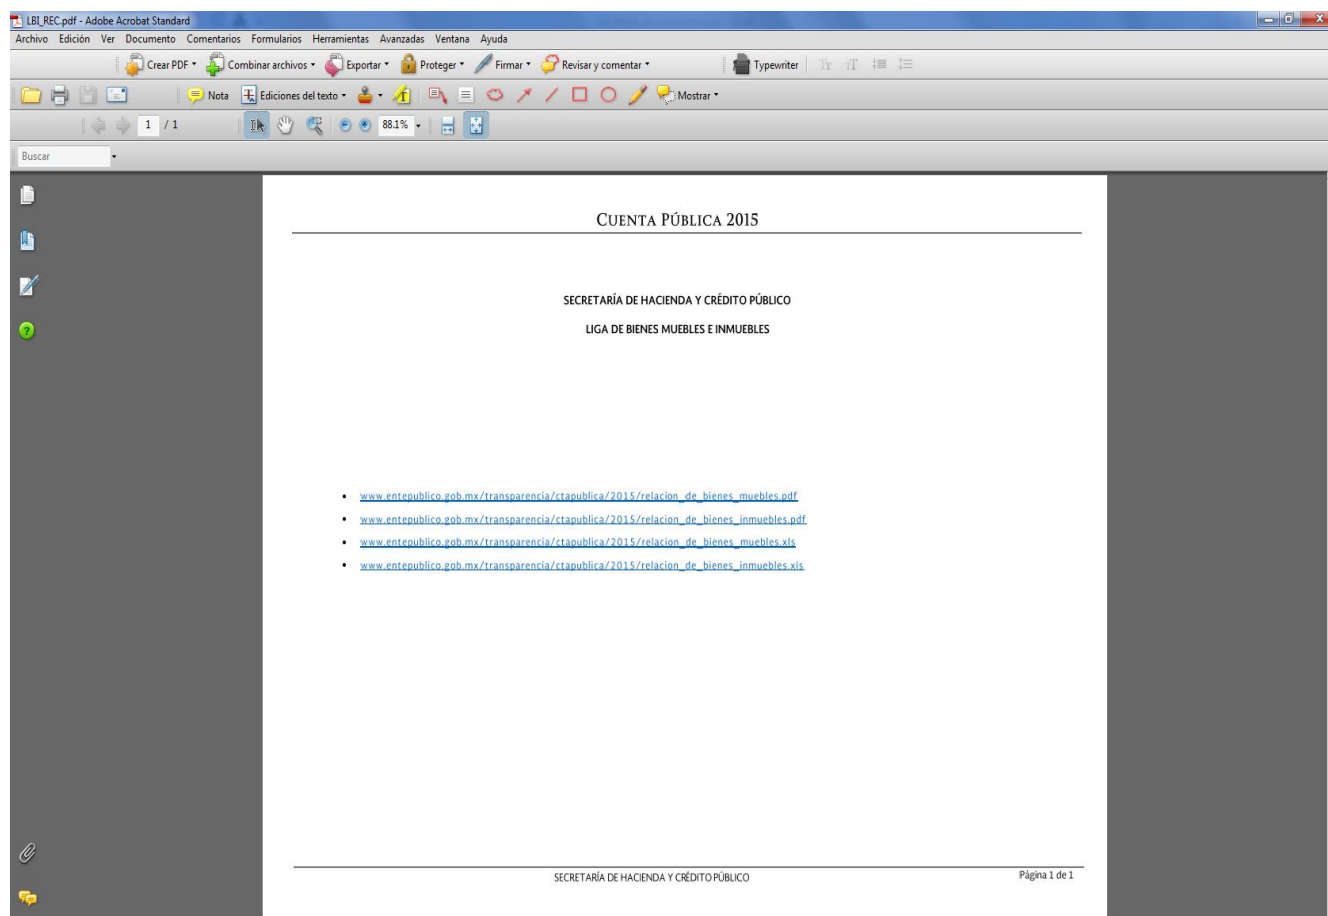 LBI_REC.pdf - Adobe Acrobat Standard
Archivo Edición Ver Documento Comentarios Formularios Herramientas Avanzadas Ventana Ayuda
Crear PDF Combinar archivos Exportar Proteger Firmar Revisar y comentar Typewriter
Nota Ediciones del texto Mostrar
1 / 1 88.1%
Buscar
CUENTA PÚBLICA 2015
SECRETARÍA DE HACIENDA Y CRÉDITO PÚBLICO
LIGA DE BIENES MUEBLES E INMUEBLES
• www.entepublico.gob.mx/transparencia/ctapublica/2015/relacion_de_bienes_muebles.pdf
• www.entepublico.gob.mx/transparencia/ctapublica/2015/relacion_de_bienes_inmuebles.pdf
• www.entepublico.gob.mx/transparencia/ctapublica/2015/relacion_de_bienes_muebles.xls
• www.entepublico.gob.mx/transparencia/ctapublica/2015/relacion_de_bienes_inmuebles.xls
SECRETARÍA DE HACIENDA Y CRÉDITO PÚBLICO
Página 1 de 1